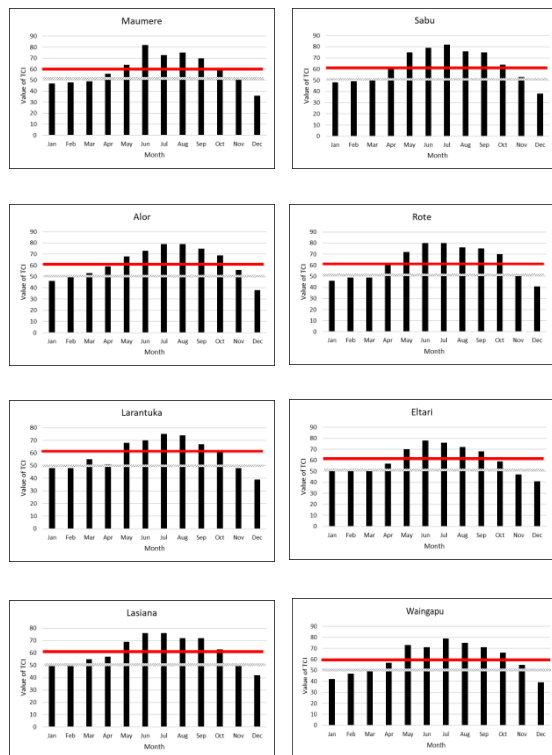 Maumere
Value of TCI
90
80
70
60
50
40
30
20
10
0
Jan Feb Mar Apr May Jun Jul Aug Sep Oct Nov Dec
Month
Sabu
Value of TCI
90
80
70
60
50
40
30
20
10
0
Jan Feb Mar Apr May Jun Jul Aug Sep Oct Nov Dec
Month
Alor
Value of TCI
90
80
70
60
50
40
30
20
10
0
Jan Feb Mar Apr May Jun Jul Aug Sep Oct Nov Dec
Month
Rote
Value of TCI
90
80
70
60
50
40
30
20
10
0
Jan Feb Mar Apr May Jun Jul Aug Sep Oct Nov Dec
Month
Larantuka
Value of TCI
80
70
60
50
40
30
20
10
0
Jan Feb Mar Apr May Jun Jul Aug Sep Oct Nov Dec
Month
Eltari
Value of TCI
90
80
70
60
50
40
30
20
10
0
Jan Feb Mar Apr May Jun Jul Aug Sep Oct Nov Dec
Month
Lasiana
Value of TCI
80
70
60
50
40
30
20
10
0
Jan Feb Mar Apr May Jun Jul Aug Sep Oct Nov Dec
Month
Waingapu
Value of TCI
90
80
70
60
50
40
30
20
10
0
Jan Feb Mar Apr May Jun Jul Aug Sep Oct Nov Dec
Month